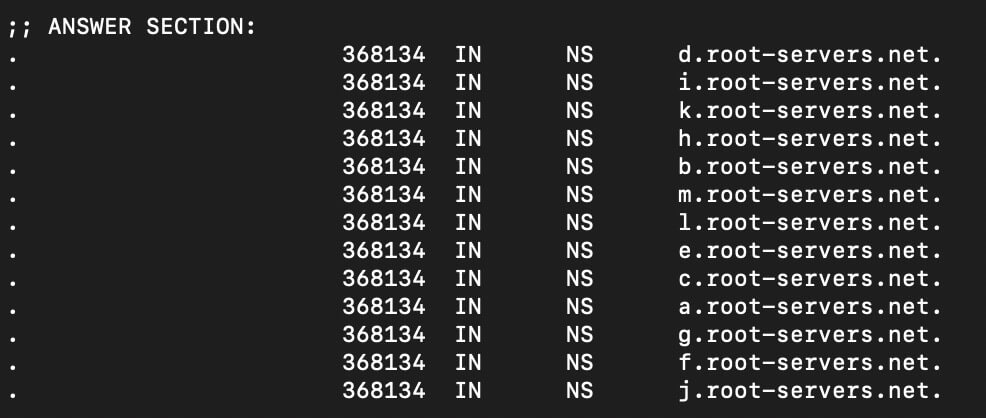 ;; ANSWER SECTION:
. 368134 IN NS d.root-servers.net.
. 368134 IN NS i.root-servers.net.
. 368134 IN NS k.root-servers.net.
. 368134 IN NS h.root-servers.net.
. 368134 IN NS b.root-servers.net.
. 368134 IN NS m.root-servers.net.
. 368134 IN NS l.root-servers.net.
. 368134 IN NS e.root-servers.net.
. 368134 IN NS c.root-servers.net.
. 368134 IN NS a.root-servers.net.
. 368134 IN NS g.root-servers.net.
. 368134 IN NS f.root-servers.net.
. 368134 IN NS j.root-servers.net.